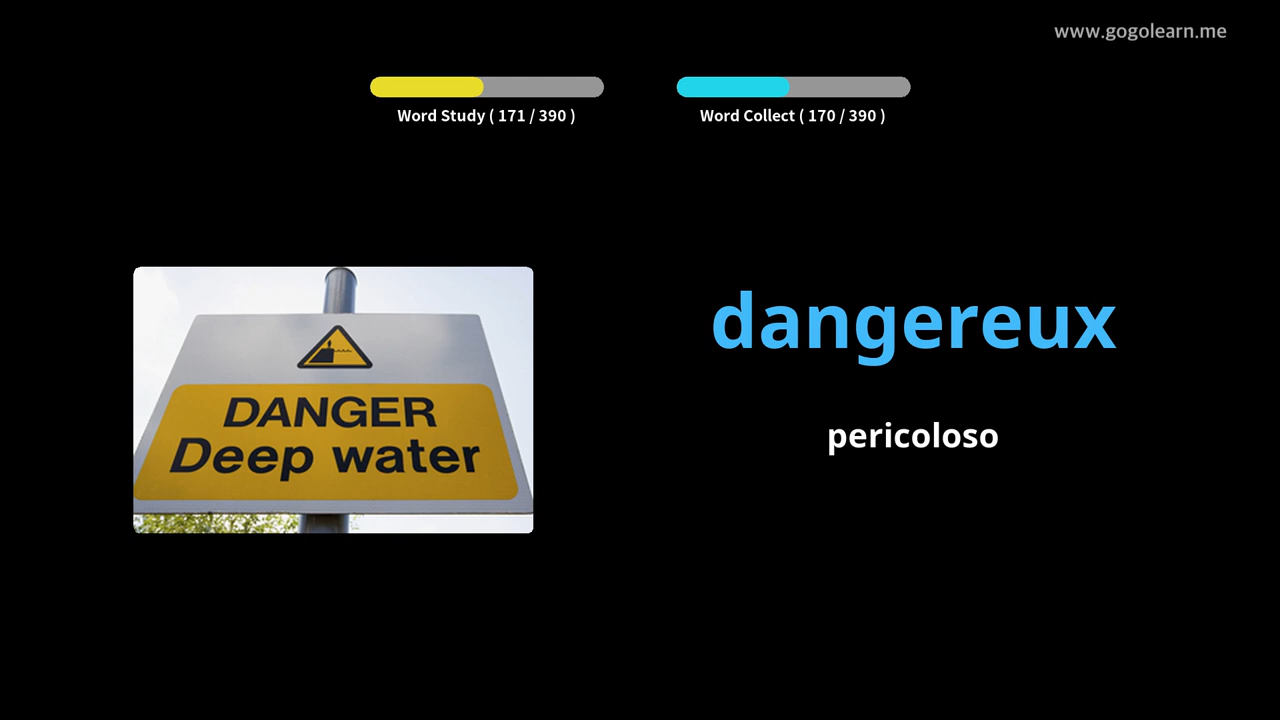 www.gogolearn.me
Word Study ( 171 / 390 )
Word Collect ( 170 / 390 )
DANGER
Deep water
dangereux
pericoloso